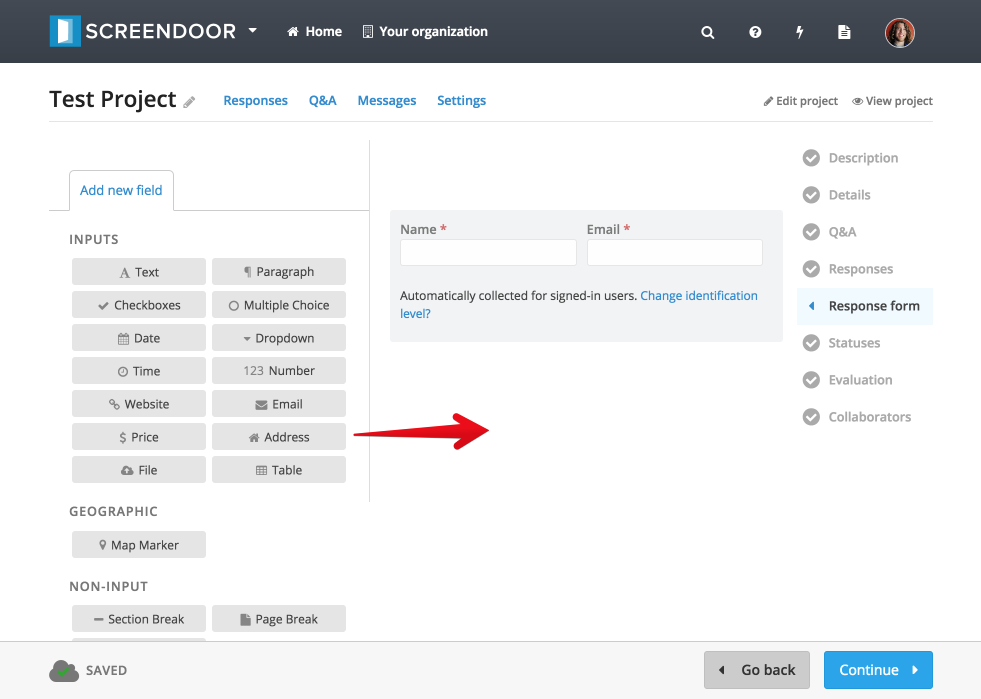 SCREENDOOR Home Your organization
Test Project Responses Q&A Messages Settings Edit project View project
Add new field
INPUTS
Text Paragraph
Checkboxes Multiple Choice
Date Dropdown
Time 123 Number
Website Email
$ Price Address
File Table
GEOGRAPHIC
Map Marker
NON-INPUT
Section Break Page Break
Name * Email *
Automatically collected for signed-in users. Change identification
level?
Description
Details
Q&A
Responses
Response form
Statuses
Evaluation
Collaborators
SAVED Go back Continue